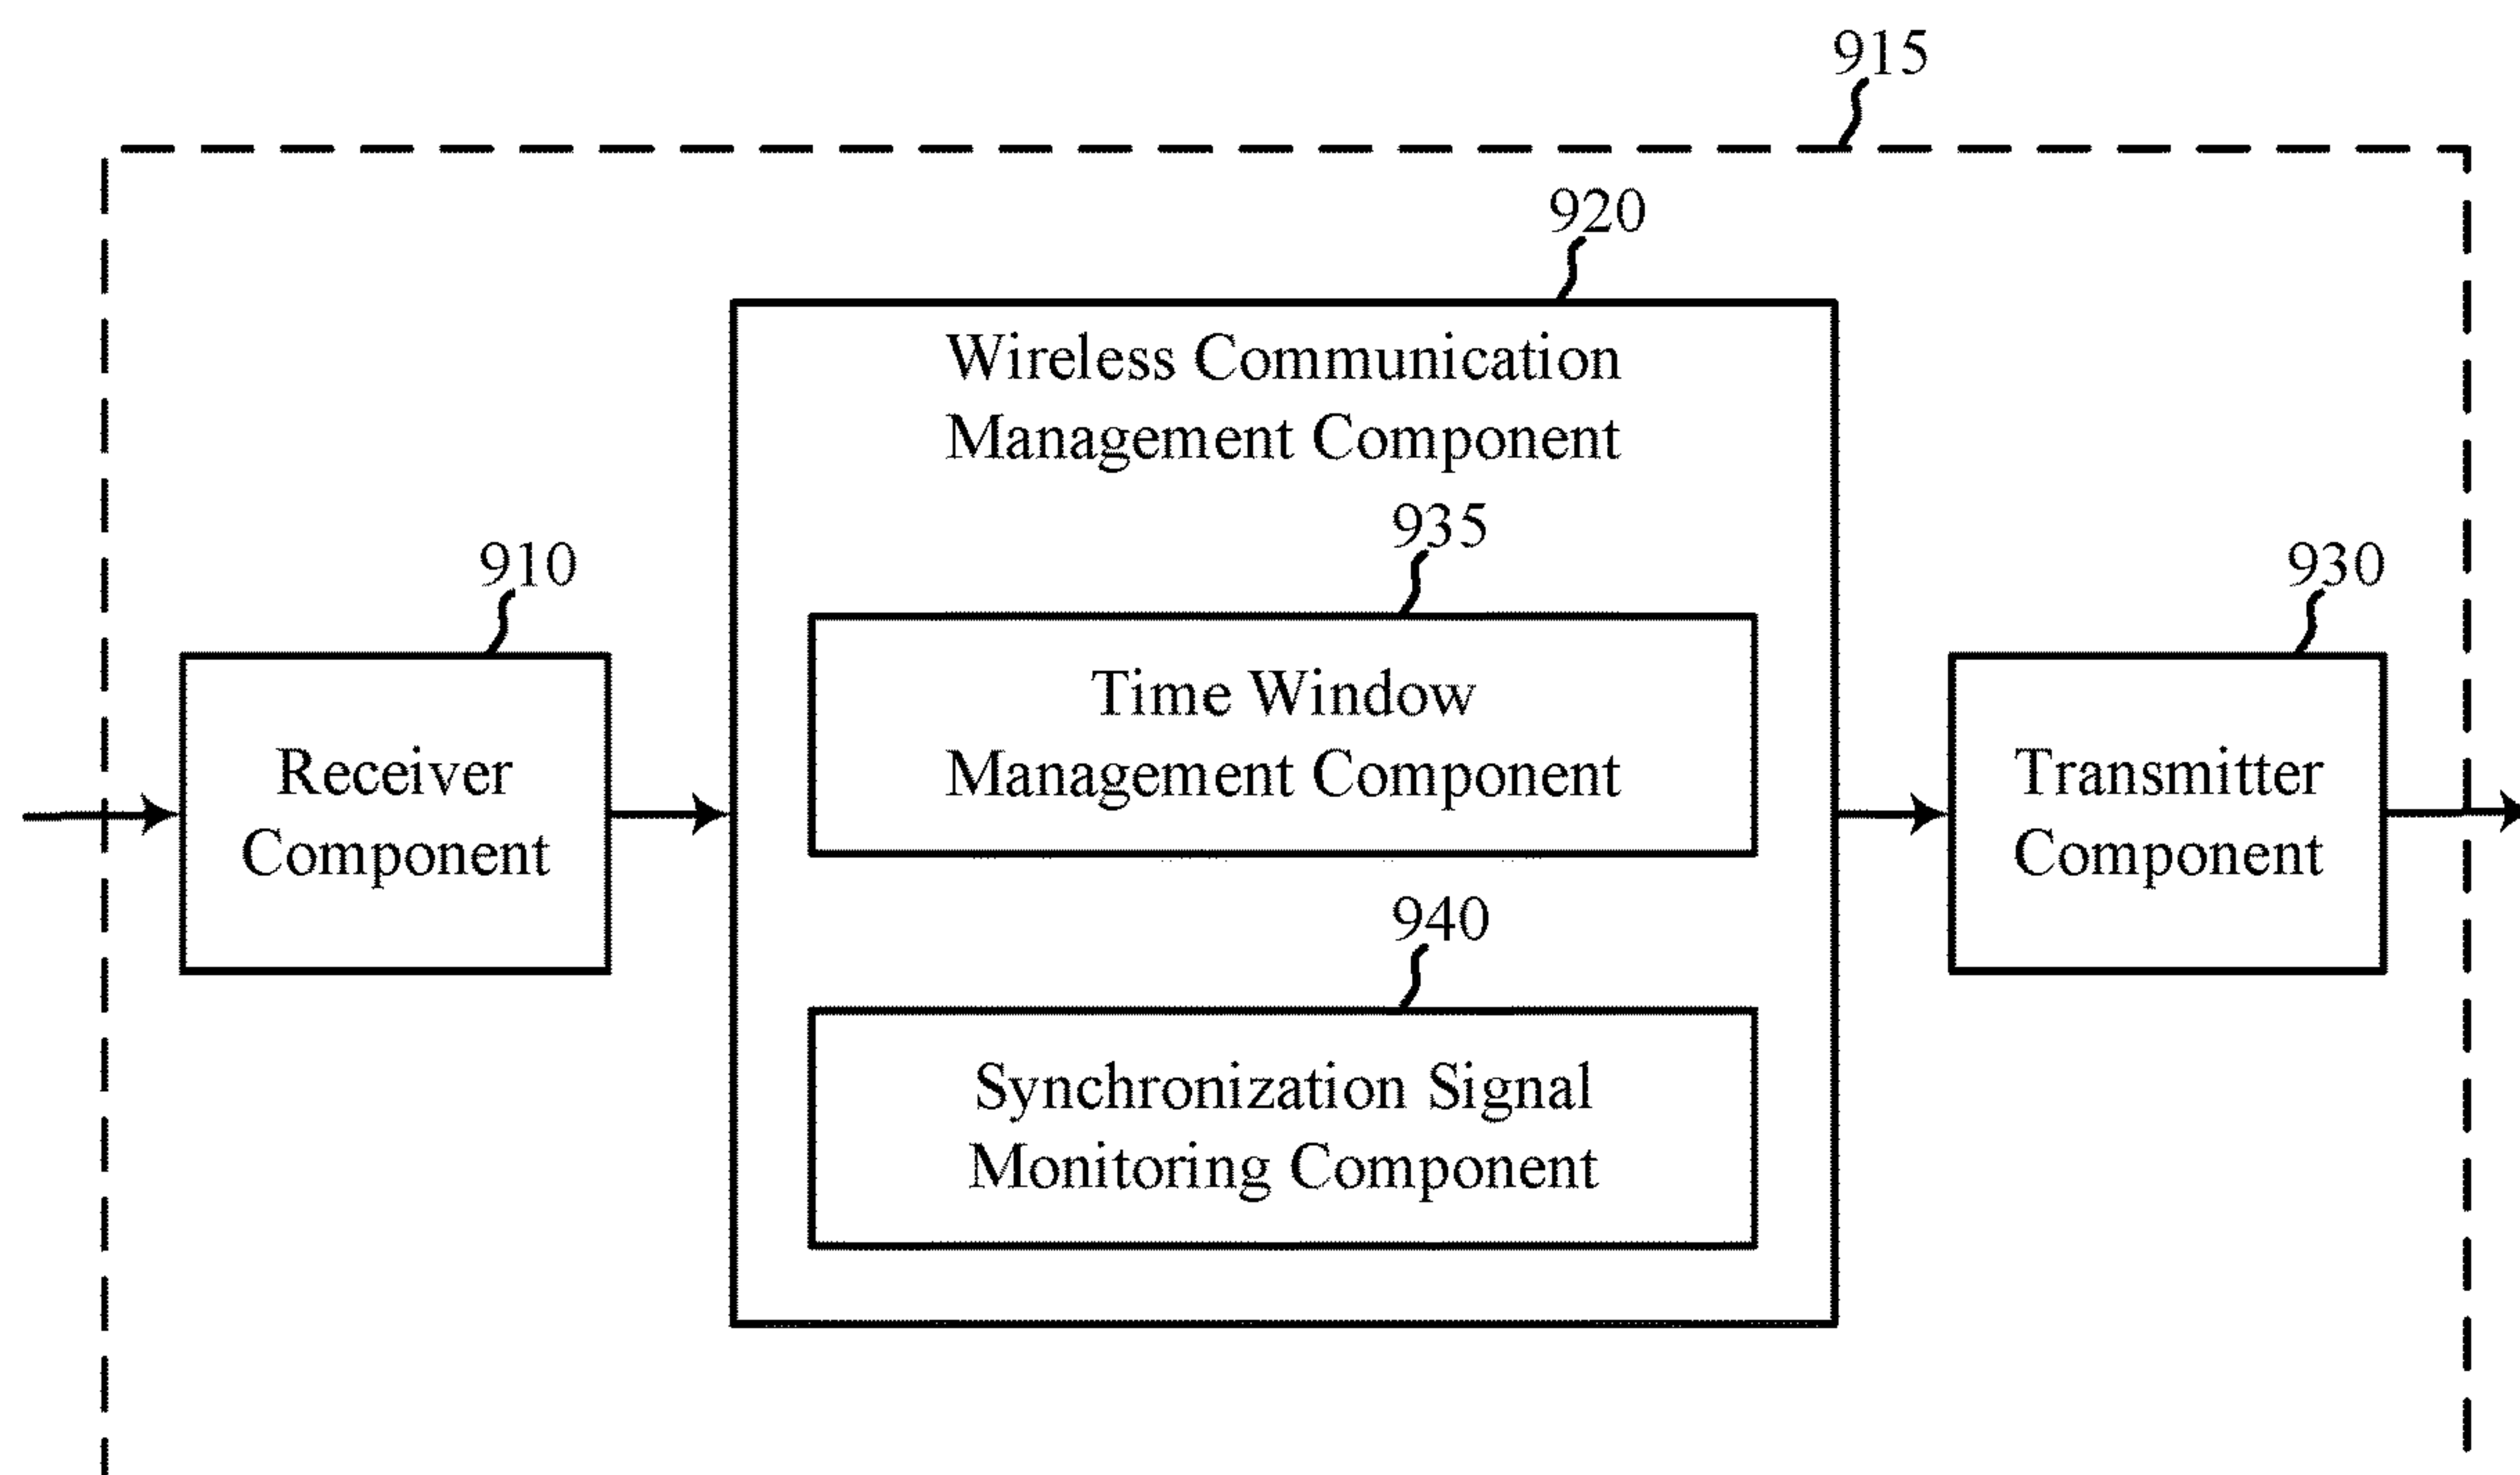 915
920
Wireless Communication
Management Component
935
910
930
Time Window
Management Component
Receiver
Component
Transmitter
Component
940
Synchronization Signal
Monitoring Component